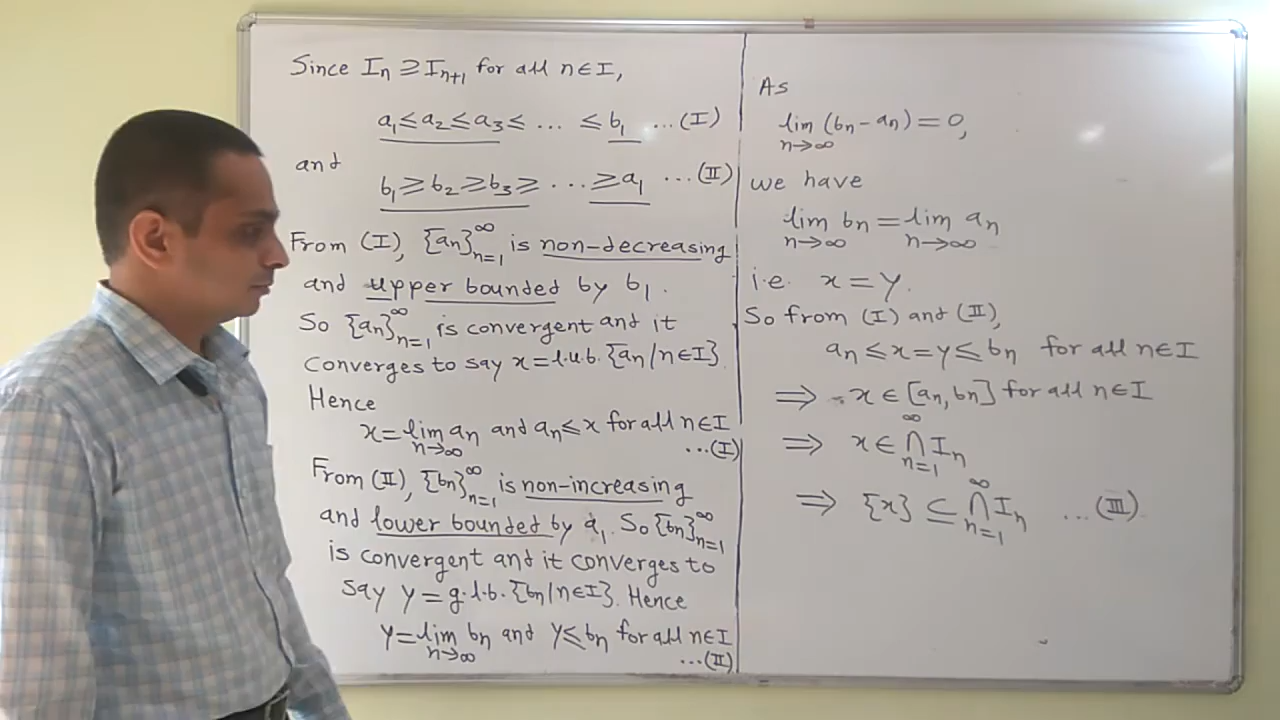 Since Iₙ ⩾ Iₙ₊₁ for all n∈I,
a₁≤a₂≤a₃≤ ... ≤b₁ ...(I)
and
b₁≥b₂≥b₃≥ ... ≥a₁ ...(II)
From (I), {aₙ}ₙ₌₁^∞ is non-decreasing
and upper bounded by b₁.
So {aₙ}ₙ₌₁^∞ is convergent and it
converges to say x=l.u.b.{aₙ/n∈I}.
Hence
x=lim aₙ and aₙ≤x for all n∈I
n→∞ ...(I)
From (II), {bₙ}ₙ₌₁^∞ is non-increasing
and lower bounded by a₁. So {bₙ}ₙ₌₁^∞
is convergent and it converges to
say y=g.l.b.{bₙ/n∈I}. Hence
y=lim bₙ and y≤bₙ for all n∈I
n→∞ ...(II)
As
lim (bₙ-aₙ)=0,
n→∞
we have
lim bₙ=lim aₙ
n→∞ n→∞
i.e. x=y.
So from (I) and (II),
aₙ≤x=y≤bₙ for all n∈I
⟹ x∈[aₙ,bₙ] for all n∈I
⟹ x∈⋂ₙ₌₁^∞ Iₙ
⟹ {x}⊆⋂ₙ₌₁^∞ Iₙ ...(III)